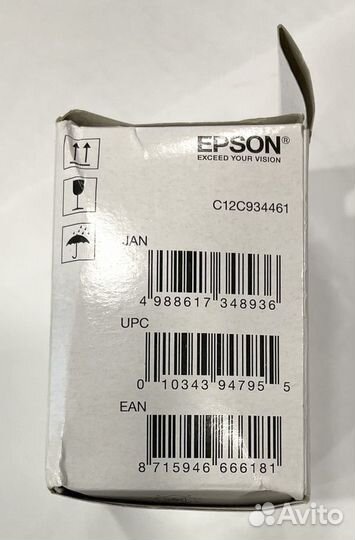 EPSON®
EXCEED YOUR VISION
C12C934461
JAN
4 988617 348936
UPC
0 10343 94795 5
EAN
8 715946 666181
Avito